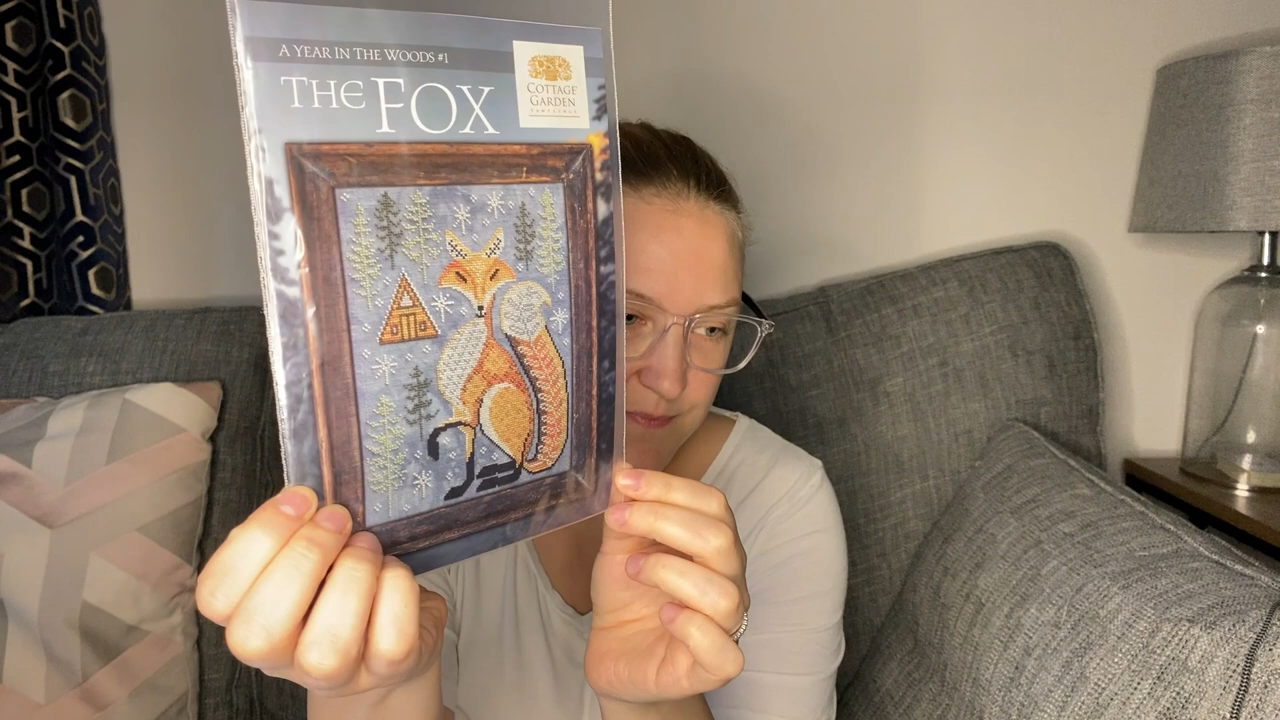 A YEAR IN THE WOODS #1
THE FOX
COTTAGE
GARDEN
SAMPLINGS